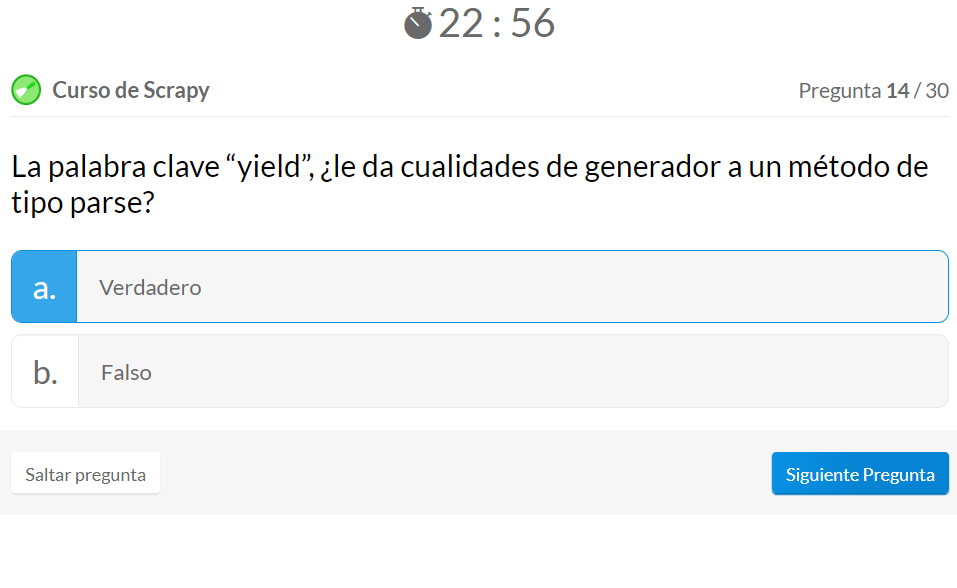 22 : 56
Curso de Scrapy
Pregunta 14 / 30
La palabra clave “yield”, ¿le da cualidades de generador a un método de
tipo parse?
a. Verdadero
b. Falso
Saltar pregunta
Siguiente Pregunta